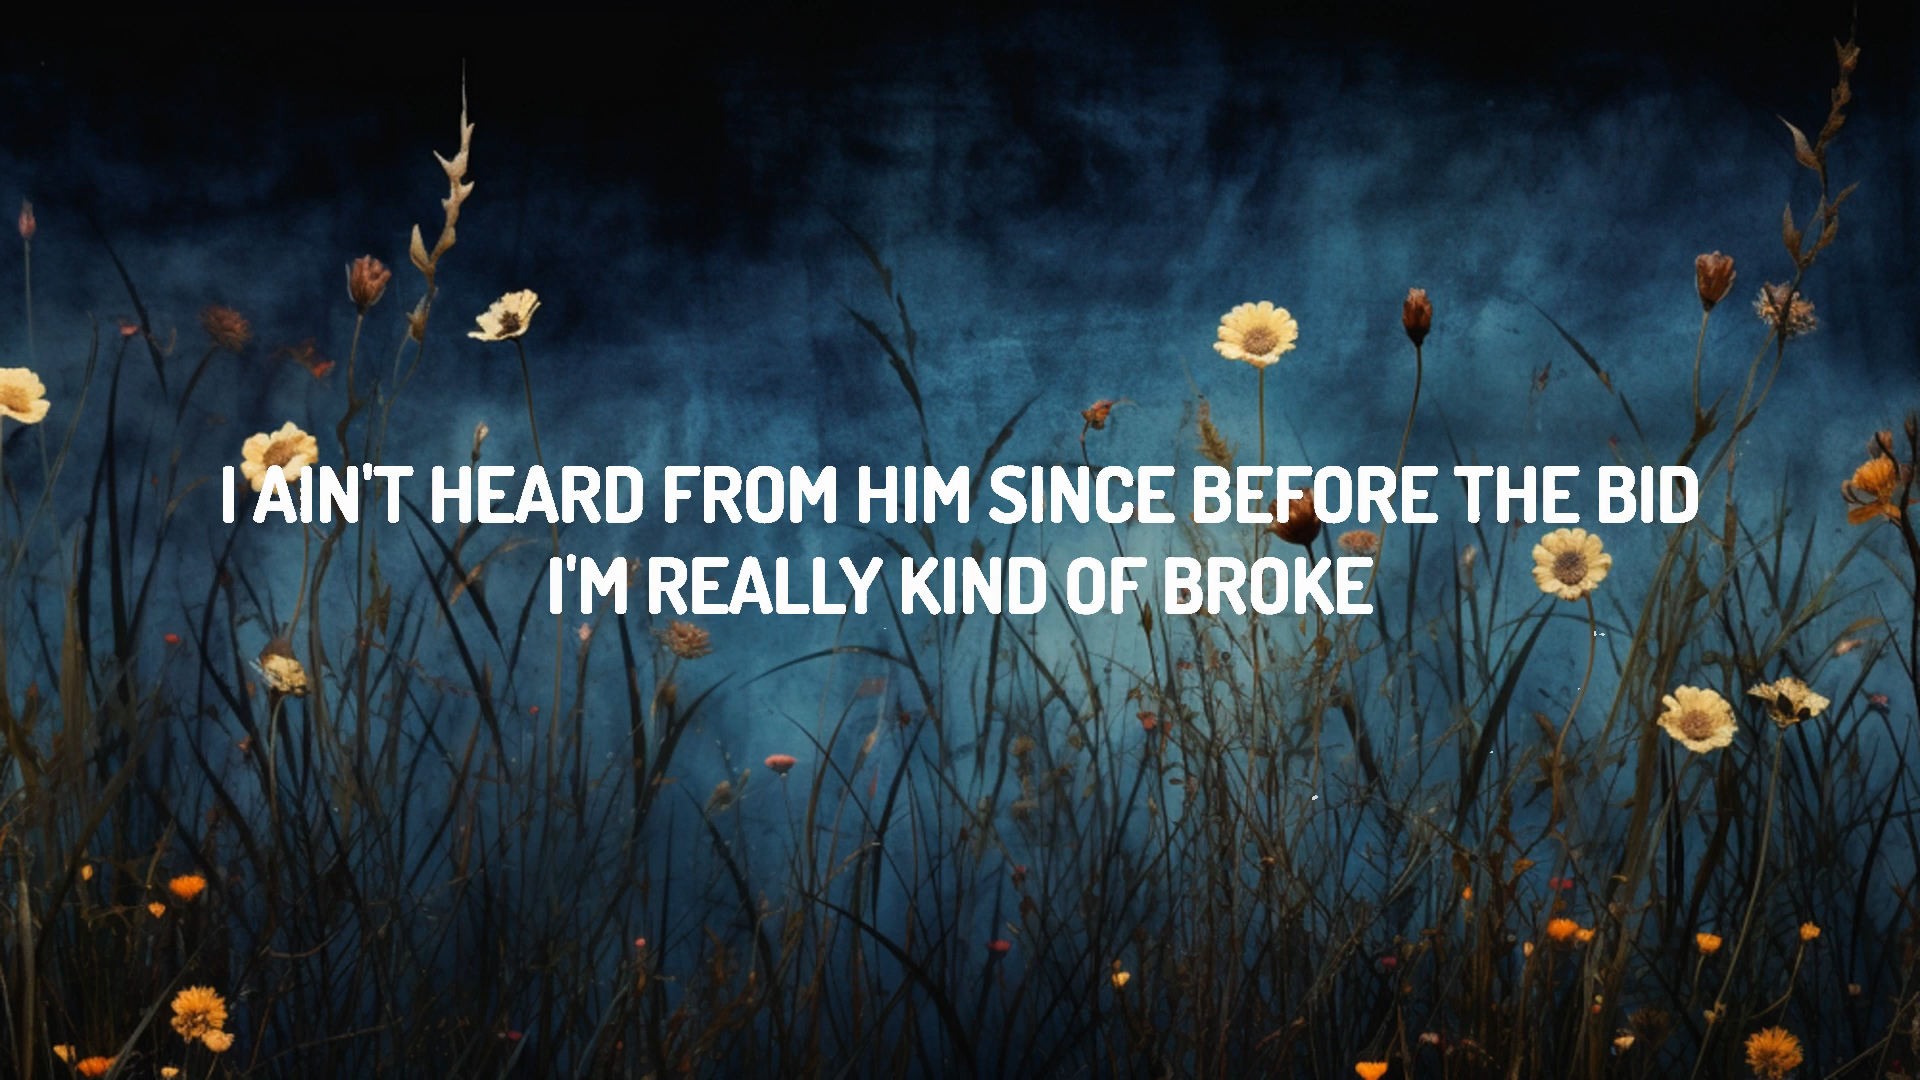 I AIN'T HEARD FROM HIM SINCE BEFORE THE BID
I'M REALLY KIND OF BROKE